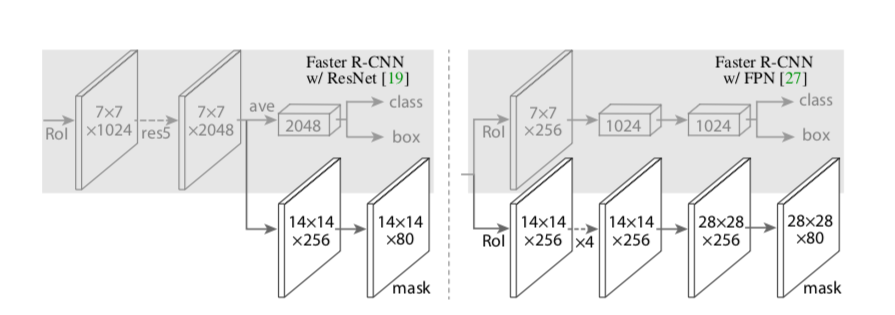 Faster R-CNN
w/ ResNet [19]
RoI
7×7
×1024
res5
7×7
×2048
ave
2048
class
box
14×14
×256
14×14
×80
mask
Faster R-CNN
w/ FPN [27]
RoI
7×7
×256
1024
1024
class
box
RoI
14×14
×256
×4
14×14
×256
28×28
×256
28×28
×80
mask